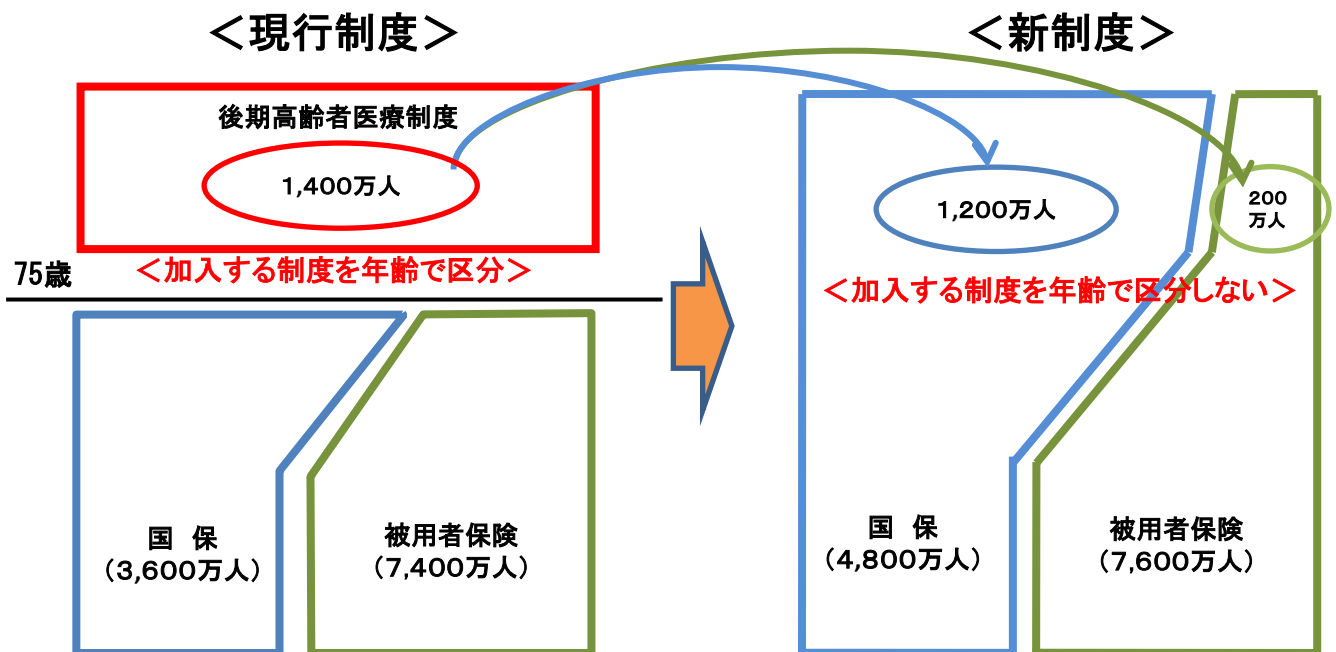 ＜現行制度＞
後期高齢者医療制度
1,400万人
＜加入する制度を年齢で区分＞
75歳
国　保
（3,600万人）
被用者保険
（7,400万人）
＜新制度＞
1,200万人
200
万人
＜加入する制度を年齢で区分しない＞
国　保
（4,800万人）
被用者保険
（7,600万人）